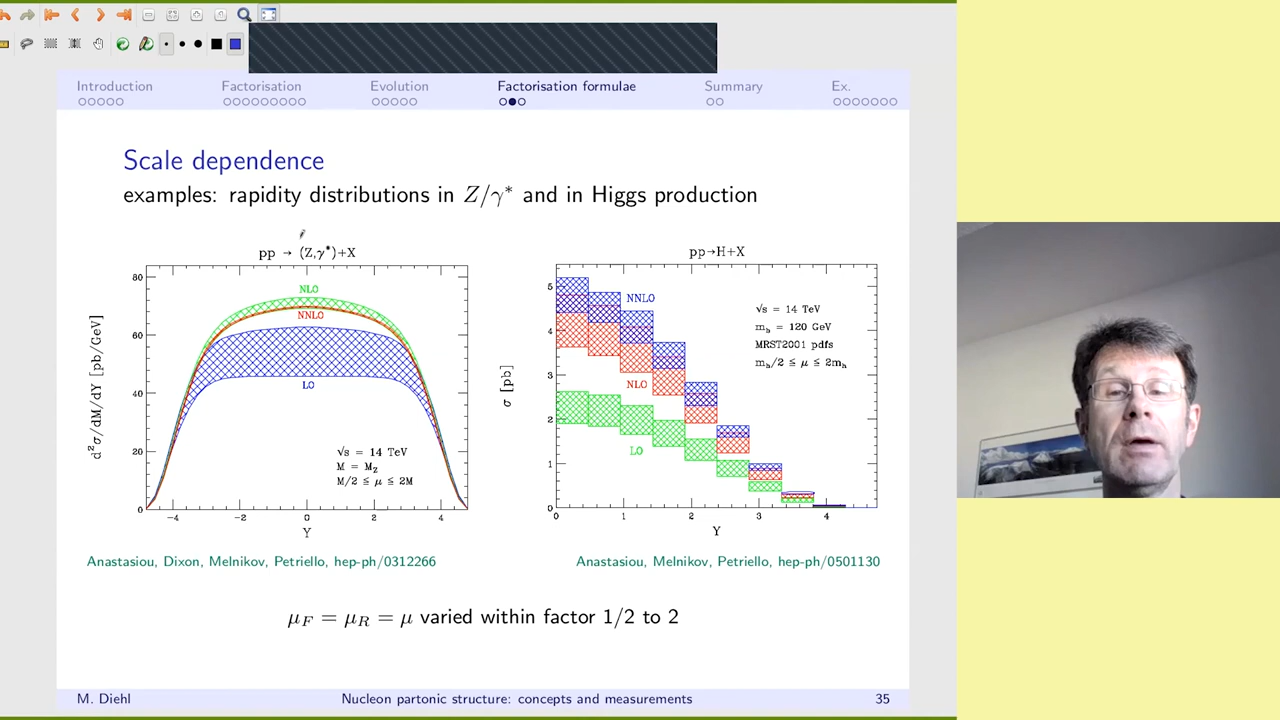 Introduction Factorisation Evolution Factorisation formulae Summary Ex.
Scale dependence
examples: rapidity distributions in Z/γ* and in Higgs production
pp → (Z,γ*)+X
80
60
40
20
0
d²σ/dM/dY [pb/GeV]
NLO
NNLO
LO
√s = 14 TeV
M = M_Z
M/2 ≤ μ ≤ 2M
−4 −2 0 2 4
Y
pp→H+X
5
4
3
2
1
0
σ [pb]
NNLO
NLO
LO
√s = 14 TeV
m_h = 120 GeV
MRST2001 pdfs
m_h/2 ≤ μ ≤ 2m_h
0 1 2 3 4
Y
Anastasiou, Dixon, Melnikov, Petriello, hep-ph/0312266
Anastasiou, Melnikov, Petriello, hep-ph/0501130
μ_F = μ_R = μ varied within factor 1/2 to 2
M. Diehl Nucleon partonic structure: concepts and measurements 35